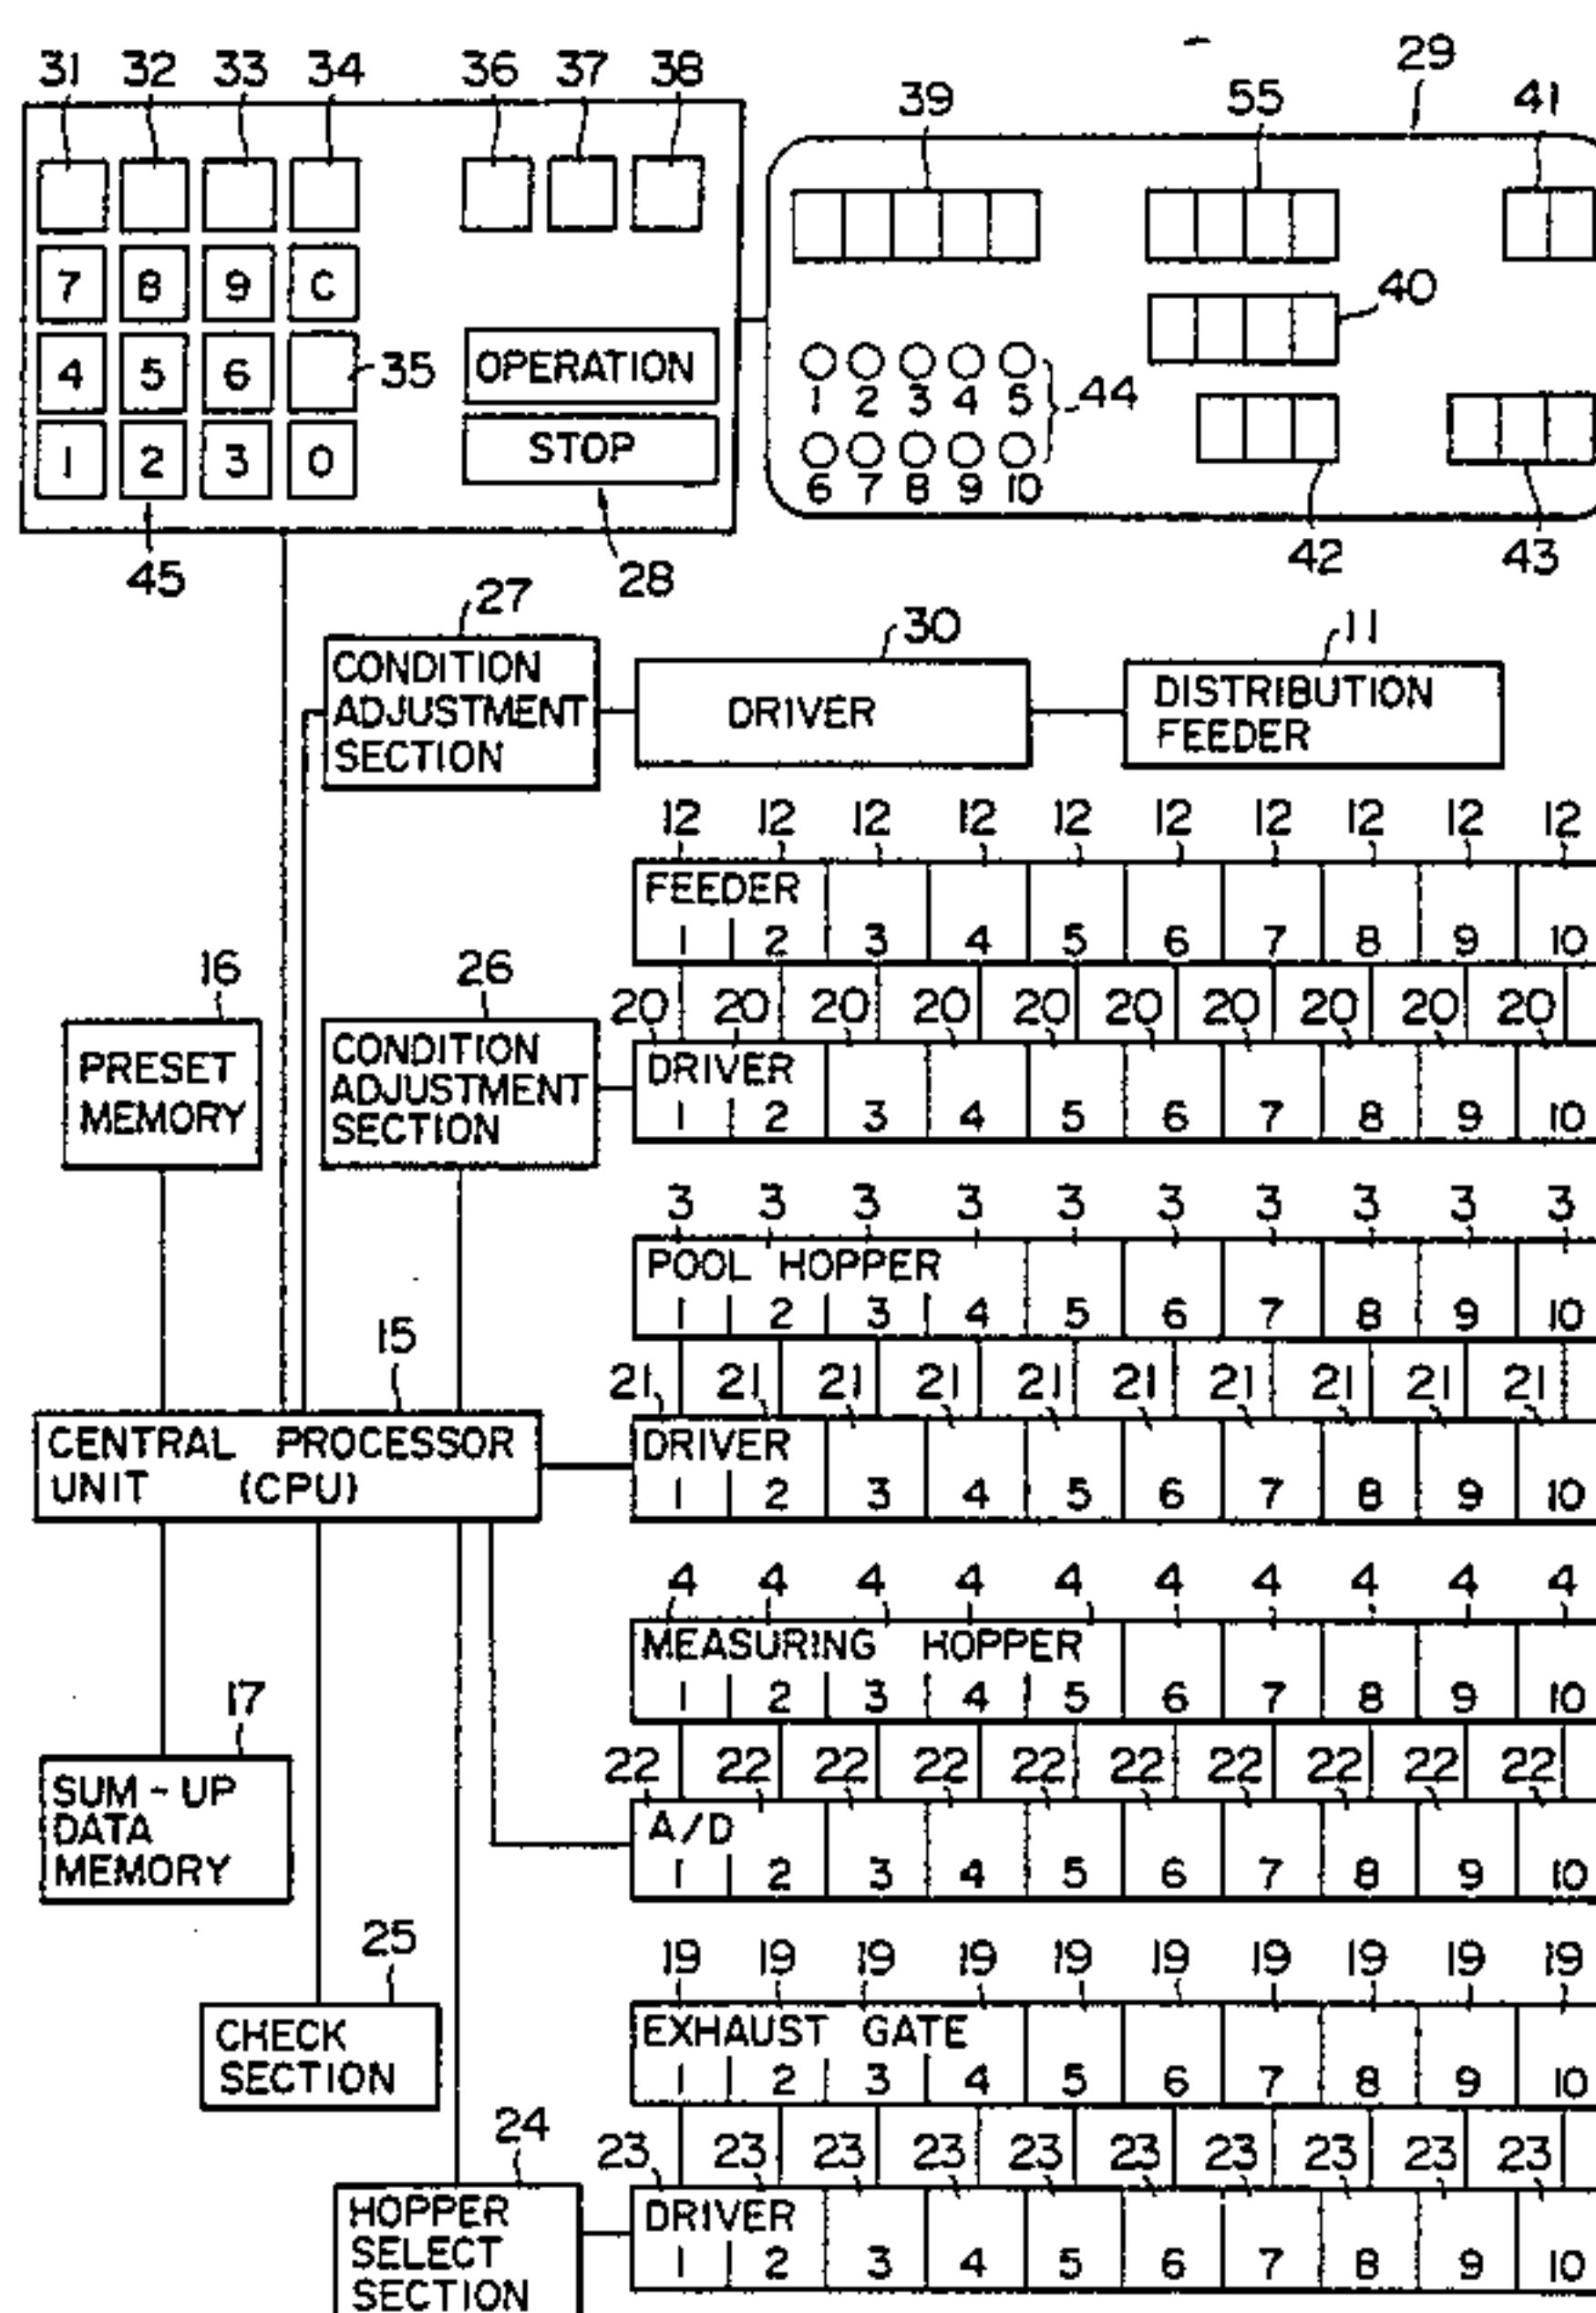 29
31 32 33 34 36 37 38 39 55 41
7 8 9 C
40
4 5 6 35 OPERATION
1 2 3 4 5 44
1 2 3 0 STOP
6 7 8 9 10
45 28 42 43
27 30 11
CONDITION
ADJUSTMENT
SECTION
DRIVER
DISTRIBUTION
FEEDER
12 12 12 12 12 12 12 12 12 12
FEEDER
1 2 3 4 5 6 7 8 9 10
16 26
20 20 20 20 20 20 20 20 20 20
PRESET
MEMORY
CONDITION
ADJUSTMENT
SECTION
DRIVER
1 2 3 4 5 6 7 8 9 10
3 3 3 3 3 3 3 3 3 3
POOL HOPPER
1 2 3 4 5 6 7 8 9 10
15
21 21 21 21 21 21 21 21 21 21
CENTRAL PROCESSOR
UNIT (CPU)
DRIVER
1 2 3 4 5 6 7 8 9 10
4 4 4 4 4 4 4 4 4 4
MEASURING HOPPER
1 2 3 4 5 6 7 8 9 10
17
22 22 22 22 22 22 22 22 22 22
SUM-UP
DATA
MEMORY
A/D
1 2 3 4 5 6 7 8 9 10
25
19 19 19 19 19 19 19 19 19 19
CHECK
SECTION
EXHAUST GATE
1 2 3 4 5 6 7 8 9 10
24
23 23 23 23 23 23 23 23 23 23
HOPPER
SELECT
SECTION
DRIVER
1 2 3 4 5 6 7 8 9 10